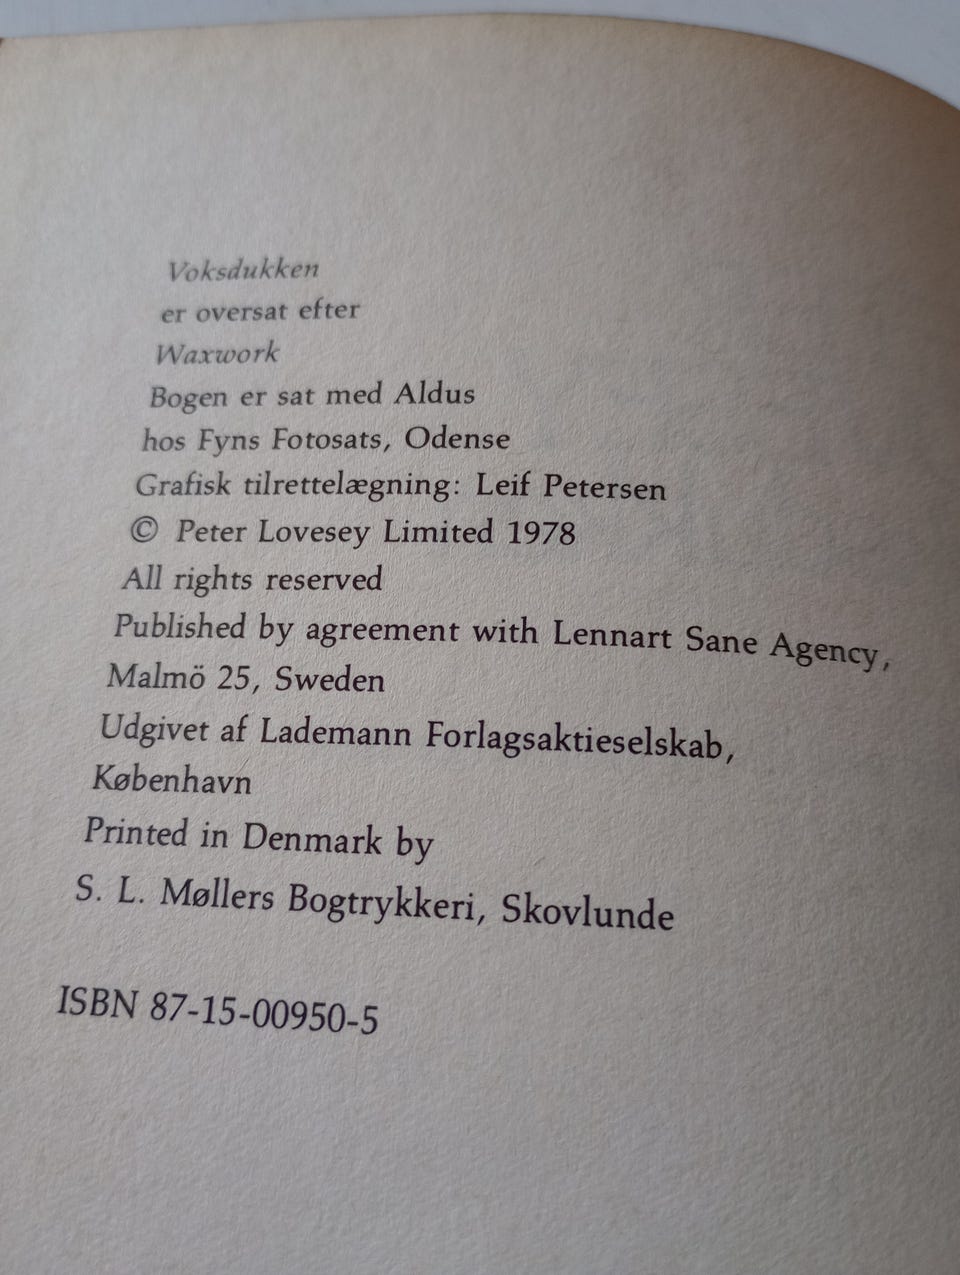 Voksdukken
er oversat efter
Waxwork
Bogen er sat med Aldus
hos Fyns Fotosats, Odense
Grafisk tilrettelægning: Leif Petersen
© Peter Lovesey Limited 1978
All rights reserved
Published by agreement with Lennart Sane Agency,
Malmö 25, Sweden
Udgivet af Lademann Forlagsaktieselskab,
København
Printed in Denmark by
S. L. Møllers Bogtrykkeri, Skovlunde
ISBN 87-15-00950-5